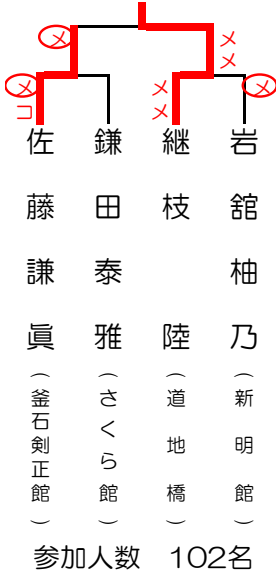 メ メ
メ
メ
コ
メ
メ
メ
佐藤謙眞(釜石剣正館)
鎌田泰雅(さくら館)
継枝陸(道地橋)
岩舘柚乃(新明館)
参加人数 102名